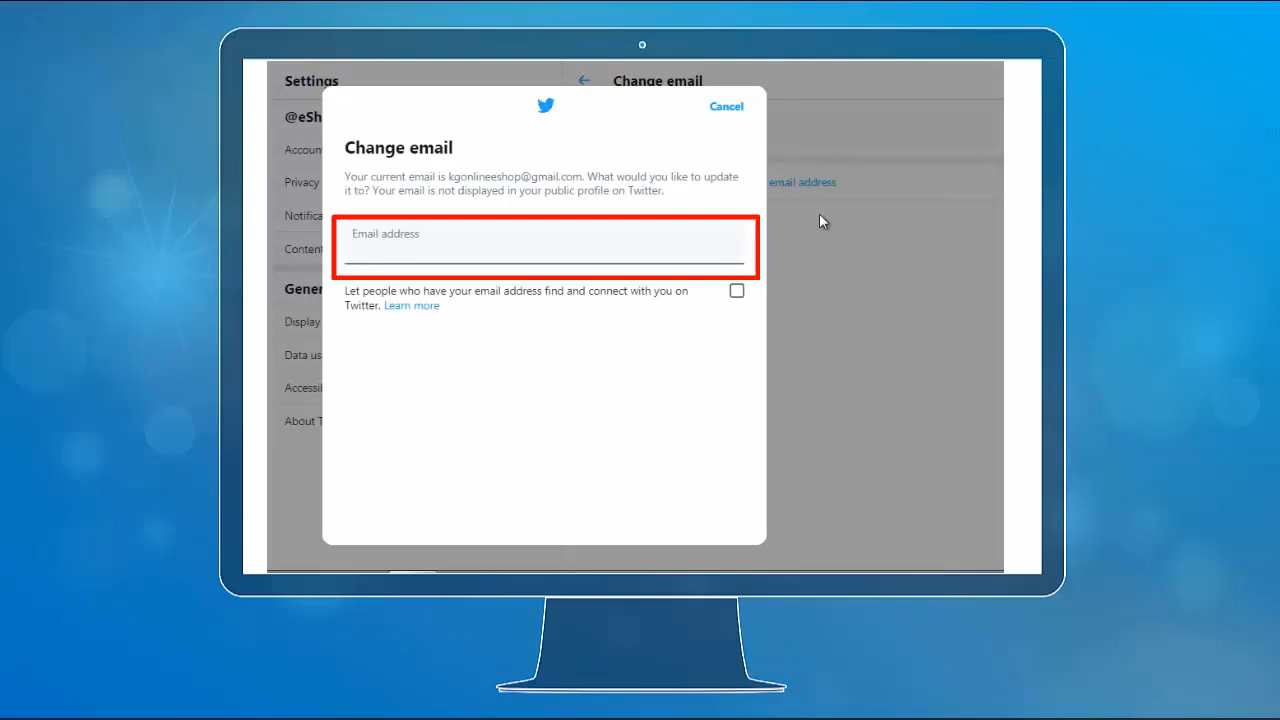 Settings
Change email
Cancel
@eSh
Change email
Accoun
Your current email is kgonlineeshop@gmail.com. What would you like to update
it to? Your email is not displayed in your public profile on Twitter.
Privacy
email address
Notifica
Email address
Content
Let people who have your email address find and connect with you on
Twitter. Learn more
Gener
Display
Data us
Accessil
About T